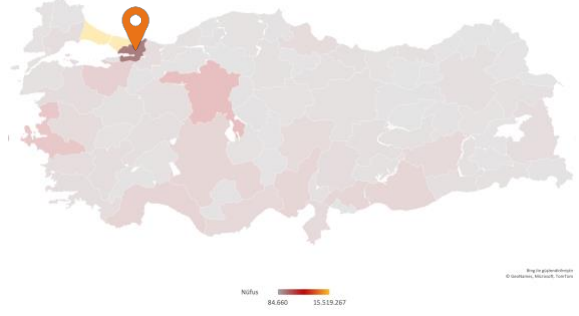 Bing ile güçlendirilmiştir
© GeoNames, Microsoft, TomTom
Nüfus
84.660
15.519.267